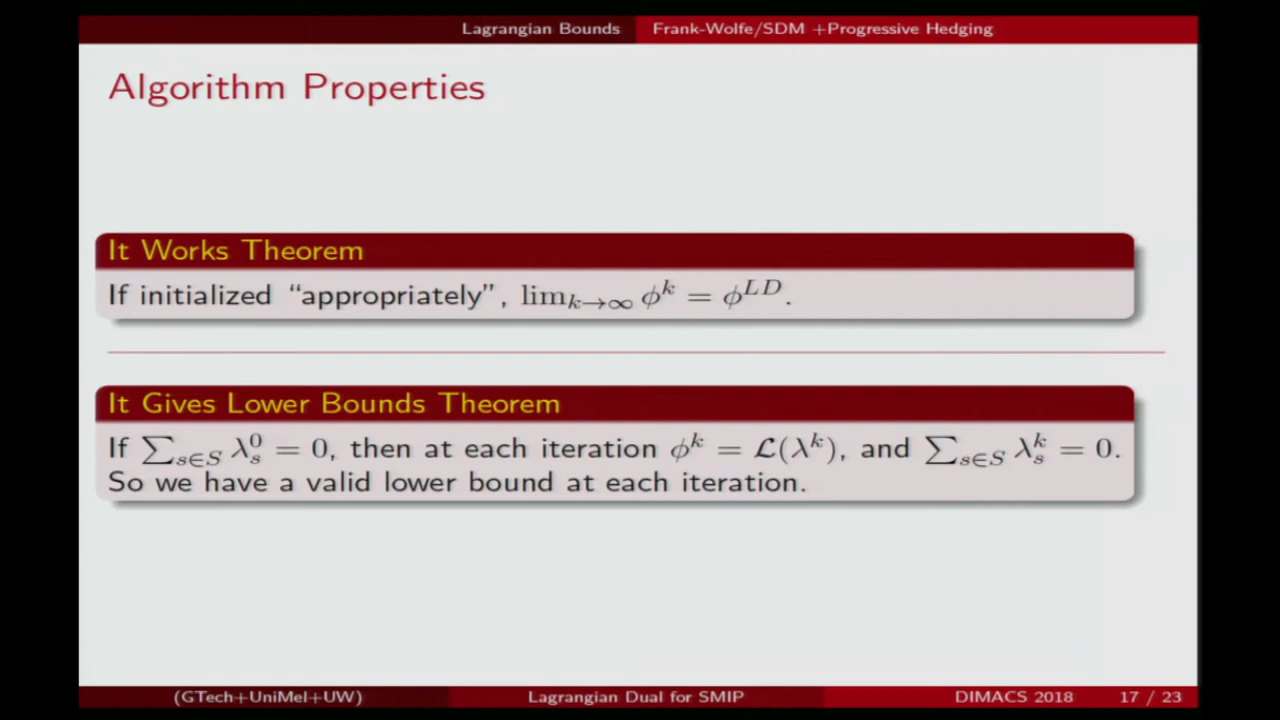 Lagrangian Bounds Frank-Wolfe/SDM +Progressive Hedging
Algorithm Properties
It Works Theorem
If initialized “appropriately”, lim_{k→∞} ϕ^k = ϕ^{LD}.
It Gives Lower Bounds Theorem
If ∑_{s∈S} λ_s^0 = 0, then at each iteration ϕ^k = ℒ(λ^k), and ∑_{s∈S} λ_s^k = 0.
So we have a valid lower bound at each iteration.
(GTech+UniMel+UW) Lagrangian Dual for SMIP DIMACS 2018 17 / 23